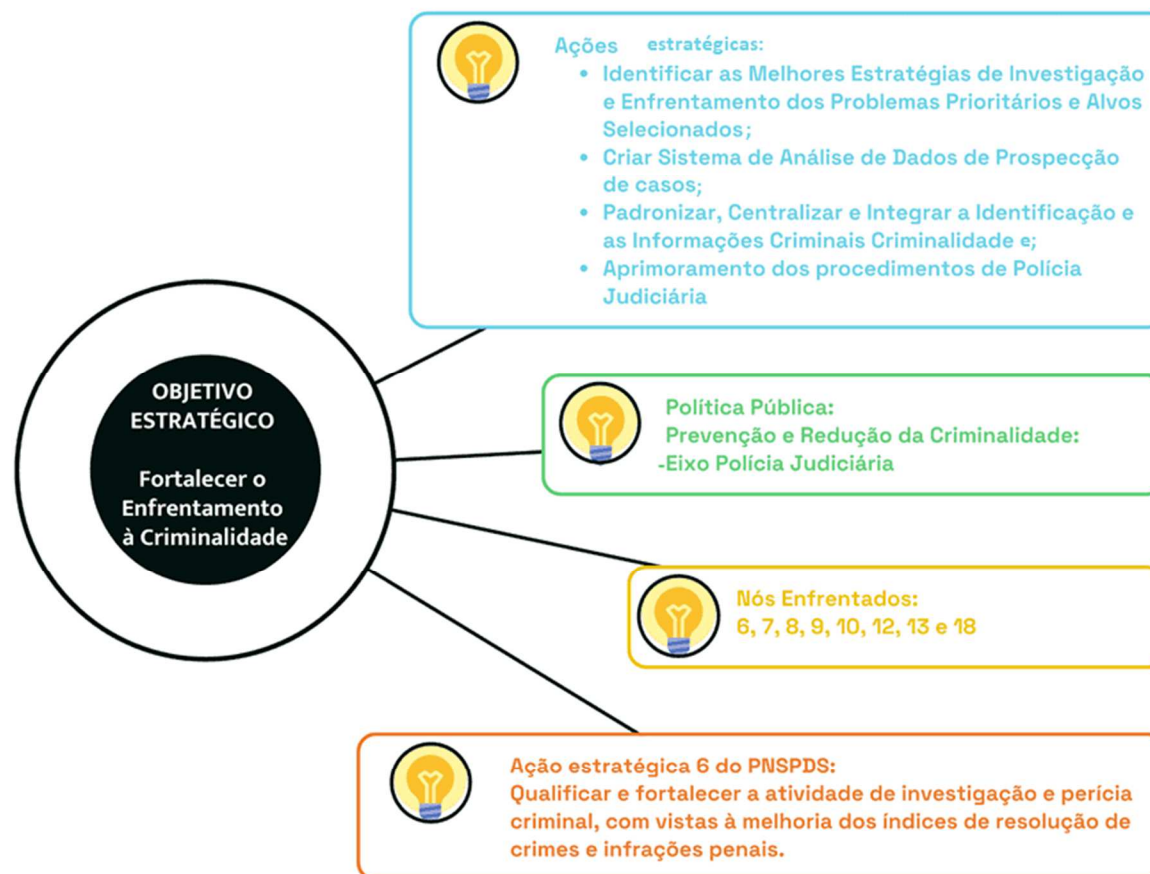 Ações estratégicas:
• Identificar as Melhores Estratégias de Investigação
e Enfrentamento dos Problemas Prioritários e Alvos
Selecionados;
• Criar Sistema de Análise de Dados de Prospecção
de casos;
• Padronizar, Centralizar e Integrar a Identificação e
as Informações Criminais Criminalidade e;
• Aprimoramento dos procedimentos de Polícia
Judiciária
OBJETIVO
ESTRATÉGICO
Fortalecer o
Enfrentamento
à Criminalidade
Política Pública:
Prevenção e Redução da Criminalidade:
-Eixo Polícia Judiciária
Nós Enfrentados:
6, 7, 8, 9, 10, 12, 13 e 18
Ação estratégica 6 do PNSPDS:
Qualificar e fortalecer a atividade de investigação e perícia
criminal, com vistas à melhoria dos índices de resolução de
crimes e infrações penais.